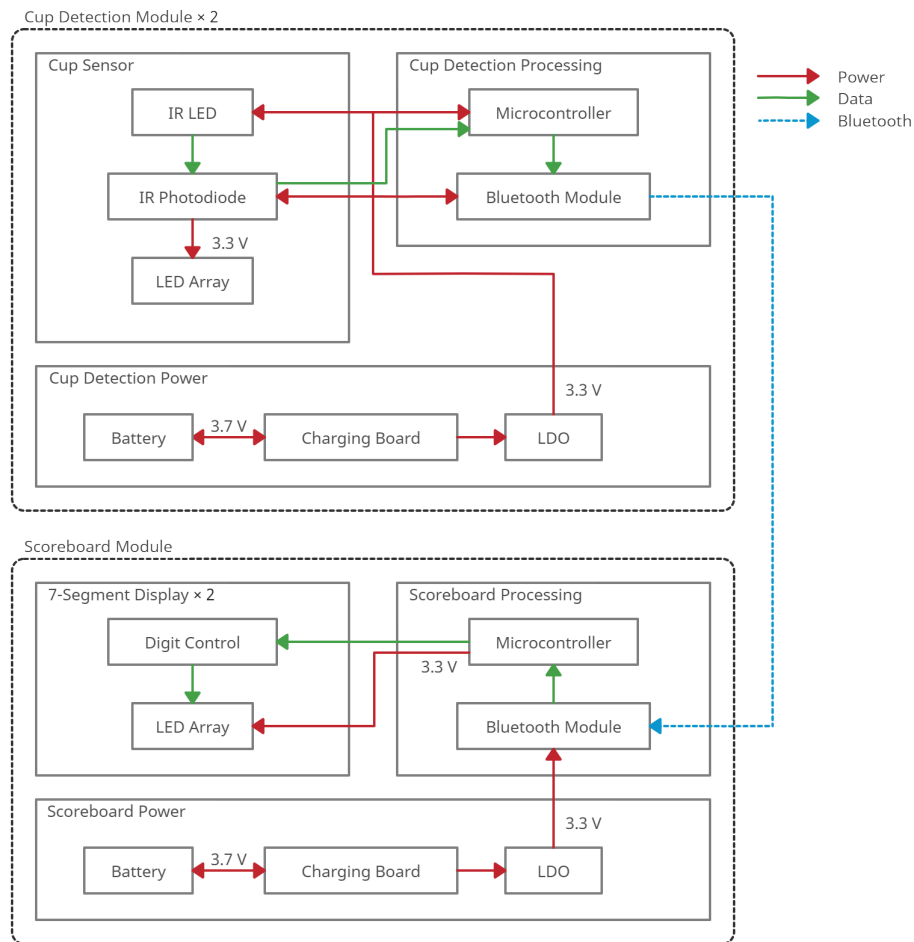 Cup Detection Module × 2
Cup Sensor
Cup Detection Processing
Power
Data
Bluetooth
IR LED
Microcontroller
IR Photodiode
Bluetooth Module
3.3 V
LED Array
Cup Detection Power
3.3 V
Battery
3.7 V
Charging Board
LDO
Scoreboard Module
7-Segment Display × 2
Scoreboard Processing
Digit Control
Microcontroller
3.3 V
LED Array
Bluetooth Module
Scoreboard Power
3.3 V
Battery
3.7 V
Charging Board
LDO